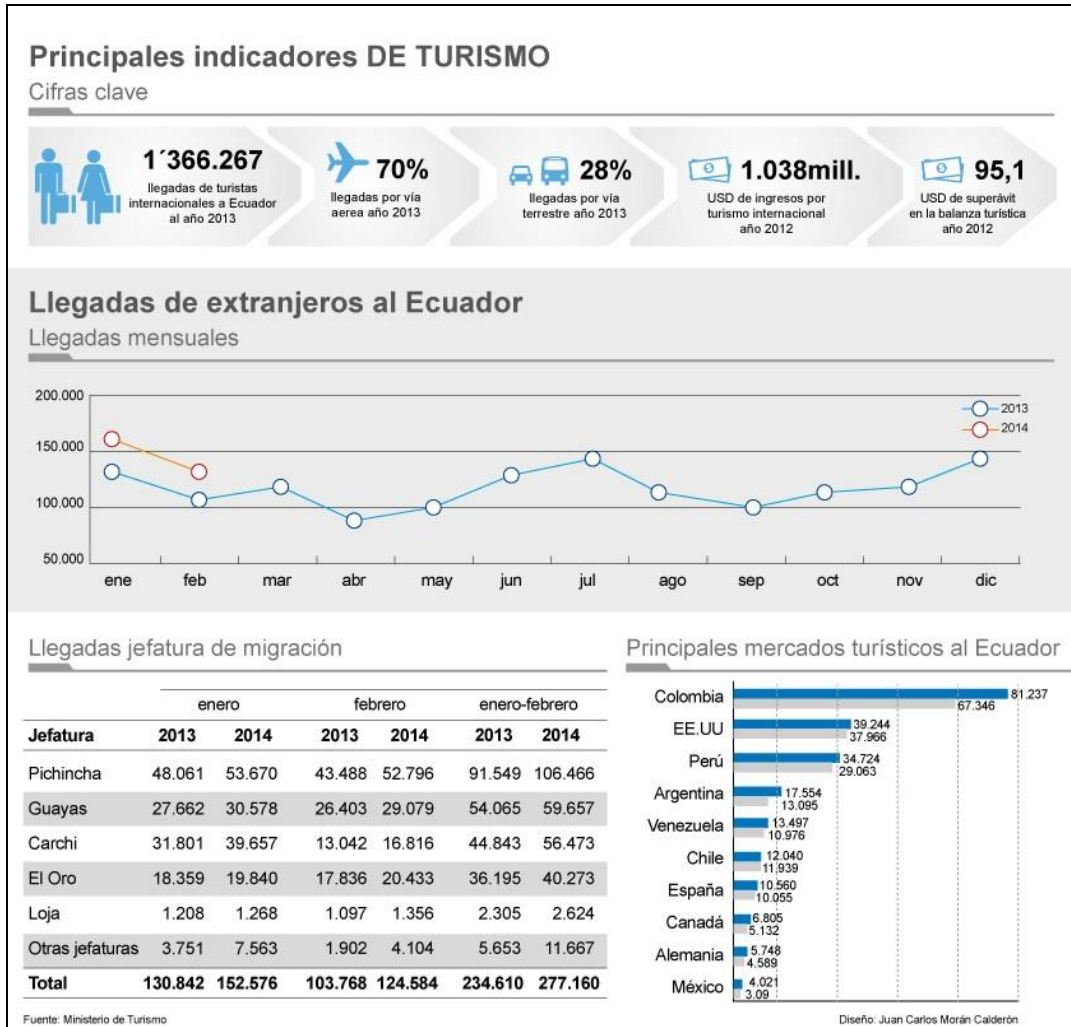 Principales indicadores DE TURISMO
Cifras clave
1´366.267
llegadas de turistas
internacionales a Ecuador
al año 2013
70%
llegadas por vía
aerea año 2013
28%
llegadas por vía
terrestre año 2013
1.038mill.
USD de ingresos por
turismo internacional
año 2012
95,1
USD de superávit
en la balanza turística
año 2012
Llegadas de extranjeros al Ecuador
Llegadas mensuales
200.000
150.000
100.000
50.000
2013
2014
ene feb mar abr may jun jul ago sep oct nov dic
Llegadas jefatura de migración
enero febrero enero-febrero
Jefatura 2013 2014 2013 2014 2013 2014
Pichincha 48.061 53.670 43.488 52.796 91.549 106.466
Guayas 27.662 30.578 26.403 29.079 54.065 59.657
Carchi 31.801 39.657 13.042 16.816 44.843 56.473
El Oro 18.359 19.840 17.836 20.433 36.195 40.273
Loja 1.208 1.268 1.097 1.356 2.305 2.624
Otras jefaturas 3.751 7.563 1.902 4.104 5.653 11.667
Total 130.842 152.576 103.768 124.584 234.610 277.160
Fuente: Ministerio de Turismo
Principales mercados turísticos al Ecuador
Colombia 81.237
67.346
EE.UU 39.244
37.966
Perú 34.724
29.063
Argentina 17.554
13.095
Venezuela 13.497
10.976
Chile 12.040
11.939
España 10.560
10.055
Canadá 6.805
5.132
Alemania 5.748
4.589
México 4.021
3.09
Diseño: Juan Carlos Morán Calderón